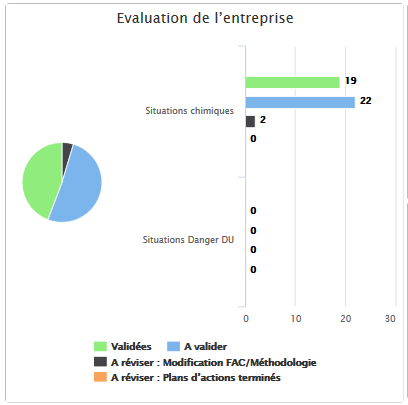 Evaluation de l'entreprise
19
22
Situations chimiques
2
0
0
0
Situations Danger DU
0
0
0 10 20 30
Validées A valider
A réviser : Modification FAC/Méthodologie
A réviser : Plans d'actions terminés